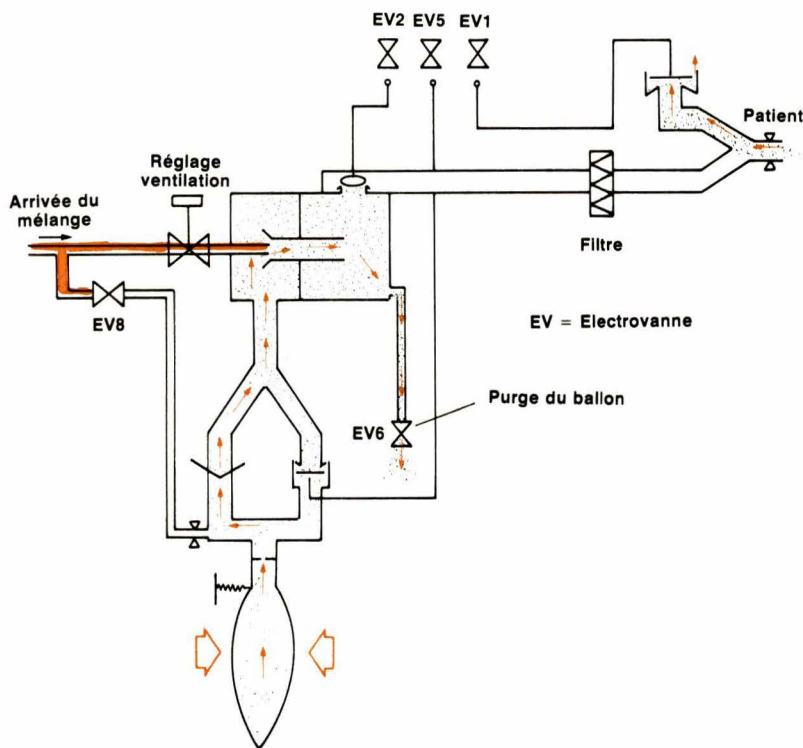 EV2 EV5 EV1
Patient
Réglage
ventilation
Arrivée du
mélange
Filtre
EV8
EV = Electrovanne
Purge du ballon
EV6